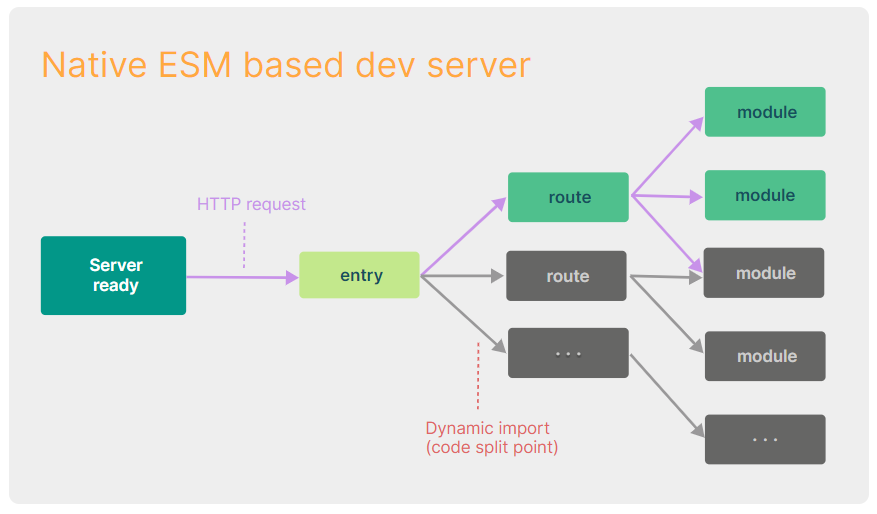 Native ESM based dev server
HTTP request
Server
ready
entry
route
route
· · ·
module
module
module
module
· · ·
Dynamic import
(code split point)